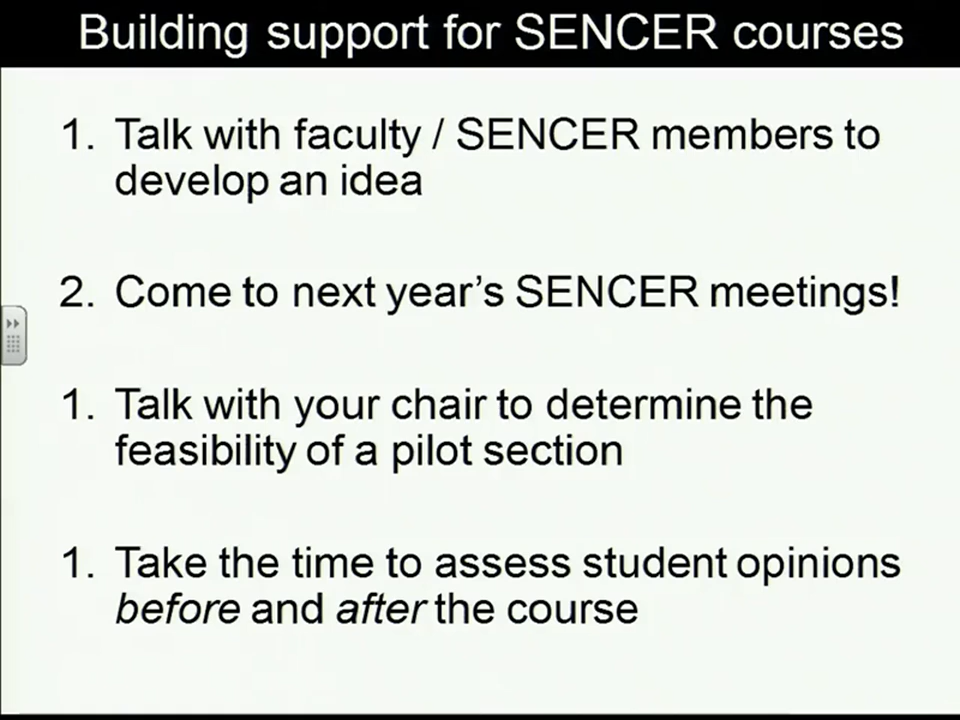 Building support for SENCER courses
1. Talk with faculty / SENCER members to
develop an idea
2. Come to next year's SENCER meetings!
1. Talk with your chair to determine the
feasibility of a pilot section
1. Take the time to assess student opinions
before and after the course